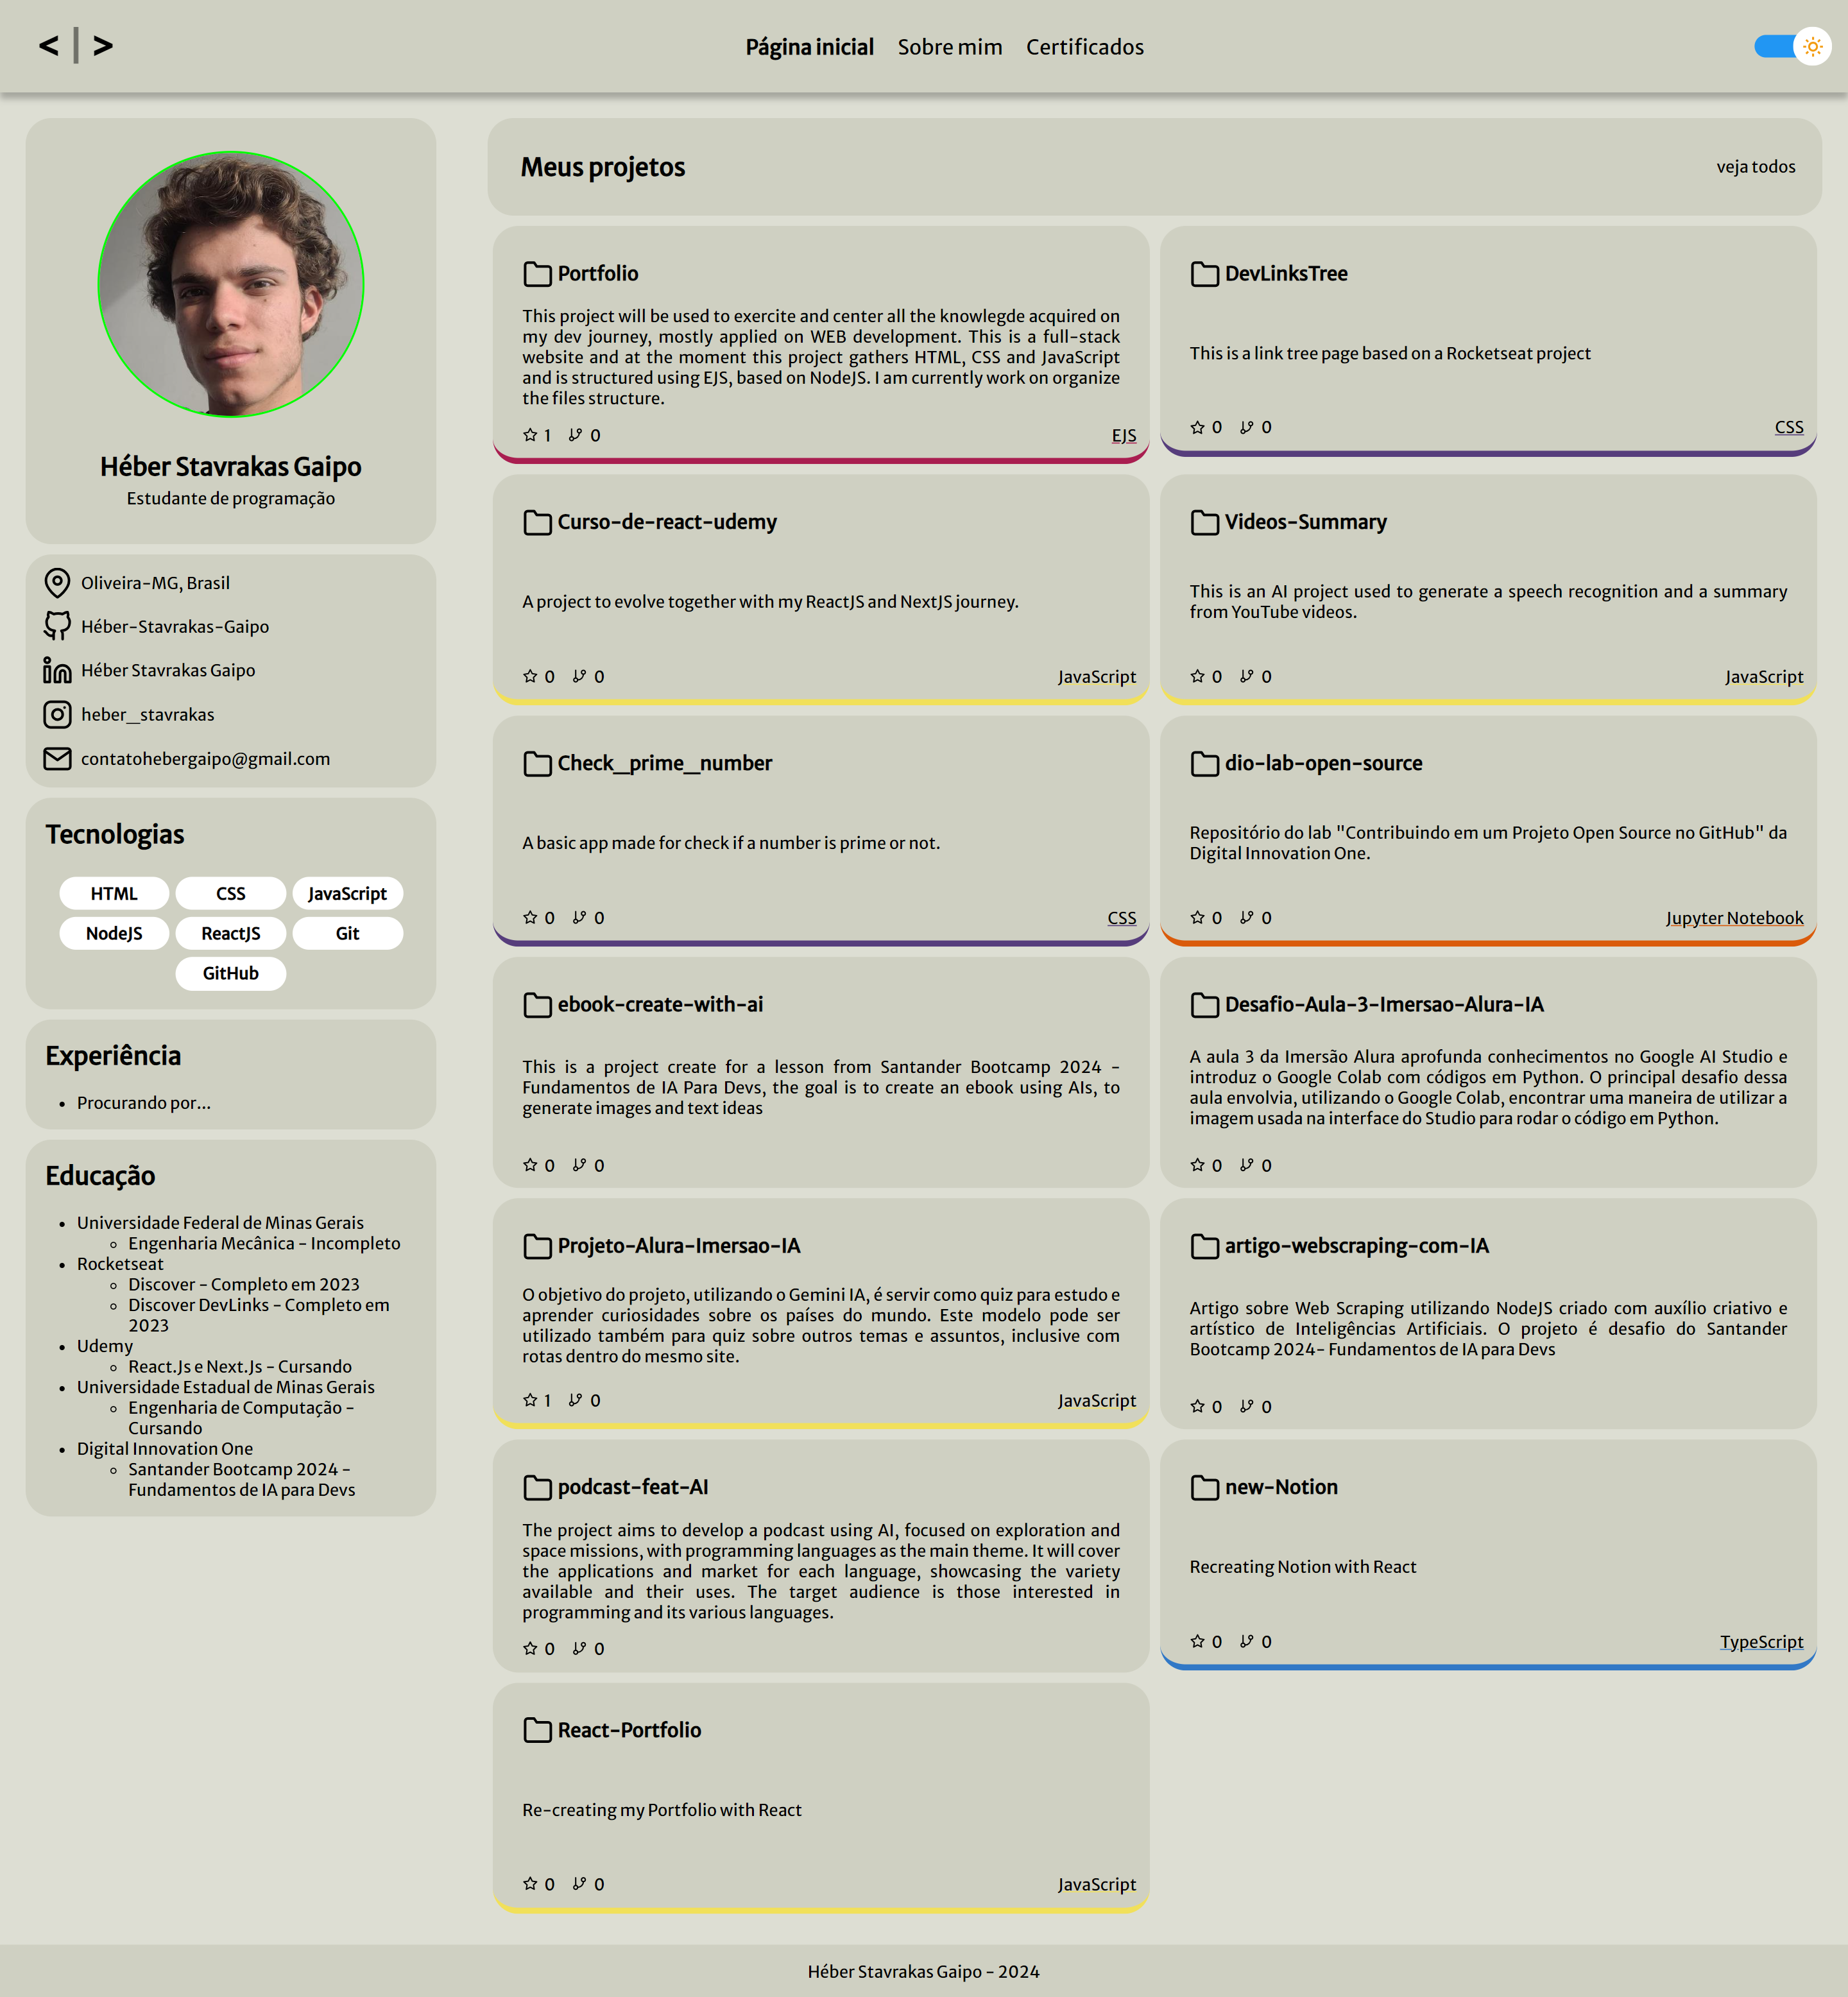 < | >
Página inicial
Sobre mim
Certificados
Héber Stavrakas Gaipo
Estudante de programação
Oliveira-MG, Brasil
Héber-Stavrakas-Gaipo
Héber Stavrakas Gaipo
heber_stavrakas
contatohebergaipo@gmail.com
Tecnologias
HTML
CSS
JavaScript
NodeJS
ReactJS
Git
GitHub
Experiência
Procurando por...
Educação
Universidade Federal de Minas Gerais
Engenharia Mecânica - Incompleto
Rocketseat
Discover - Completo em 2023
Discover DevLinks - Completo em
2023
Udemy
React.Js e Next.Js - Cursando
Universidade Estadual de Minas Gerais
Engenharia de Computação -
Cursando
Digital Innovation One
Santander Bootcamp 2024 -
Fundamentos de IA para Devs
Meus projetos
veja todos
Portfolio
This project will be used to exercite and center all the knowlegde acquired on
my dev journey, mostly applied on WEB development. This is a full-stack
website and at the moment this project gathers HTML, CSS and JavaScript
and is structured using EJS, based on NodeJS. I am currently work on organize
the files structure.
1 0 EJS
DevLinksTree
This is a link tree page based on a Rocketseat project
0 0 CSS
Curso-de-react-udemy
A project to evolve together with my ReactJS and NextJS journey.
0 0 JavaScript
Videos-Summary
This is an AI project used to generate a speech recognition and a summary
from YouTube videos.
0 0 JavaScript
Check_prime_number
A basic app made for check if a number is prime or not.
0 0 CSS
dio-lab-open-source
Repositório do lab "Contribuindo em um Projeto Open Source no GitHub" da
Digital Innovation One.
0 0 Jupyter Notebook
ebook-create-with-ai
This is a project create for a lesson from Santander Bootcamp 2024 -
Fundamentos de IA Para Devs, the goal is to create an ebook using AIs, to
generate images and text ideas
0 0
Desafio-Aula-3-Imersao-Alura-IA
A aula 3 da Imersão Alura aprofunda conhecimentos no Google AI Studio e
introduz o Google Colab com códigos em Python. O principal desafio dessa
aula envolvia, utilizando o Google Colab, encontrar uma maneira de utilizar a
imagem usada na interface do Studio para rodar o código em Python.
0 0
Projeto-Alura-Imersao-IA
O objetivo do projeto, utilizando o Gemini IA, é servir como quiz para estudo e
aprender curiosidades sobre os países do mundo. Este modelo pode ser
utilizado também para quiz sobre outros temas e assuntos, inclusive com
rotas dentro do mesmo site.
1 0 JavaScript
artigo-webscraping-com-IA
Artigo sobre Web Scraping utilizando NodeJS criado com auxílio criativo e
artístico de Inteligências Artificiais. O projeto é desafio do Santander
Bootcamp 2024- Fundamentos de IA para Devs
0 0
podcast-feat-AI
The project aims to develop a podcast using AI, focused on exploration and
space missions, with programming languages as the main theme. It will cover
the applications and market for each language, showcasing the variety
available and their uses. The target audience is those interested in
programming and its various languages.
0 0
new-Notion
Recreating Notion with React
0 0 TypeScript
React-Portfolio
Re-creating my Portfolio with React
0 0 JavaScript
Héber Stavrakas Gaipo - 2024